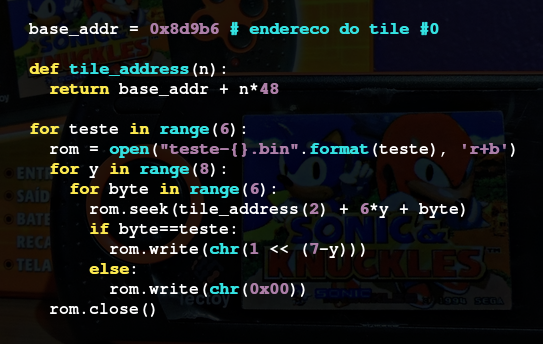 base_addr = 0x8d9b6 # endereco do tile #0
def tile_address(n):
  return base_addr + n*48
for teste in range(6):
  rom = open("teste-{}.bin".format(teste), 'r+b')
  for y in range(8):
    for byte in range(6):
      rom.seek(tile_address(2) + 6*y + byte)
      if byte==teste:
        rom.write(chr(1 << (7-y)))
      else:
        rom.write(chr(0x00))
  rom.close()
SONIC &
KNUCKLES